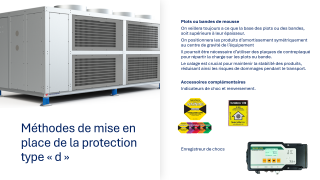 Méthodes de mise en
place de la protection
type « d »
Plots ou bandes de mousse
On veillera toujours à ce que la base des plots ou des bandes,
soit supérieure à leur épaisseur.
On positionnera les produits d'amortissement symétriquement
au centre de gravité de l'équipement
Il pourrait être nécessaire d'utiliser des plaques de contreplaqué
pour répartir la charge sur les plots ou bande.
Le calage est crucial pour maintenir la stabilité des produits,
réduisant ainsi les risques de dommages pendant le transport.
Accessoires complémentaires
Indicateurs de choc et renversement.
Enregistreur de chocs